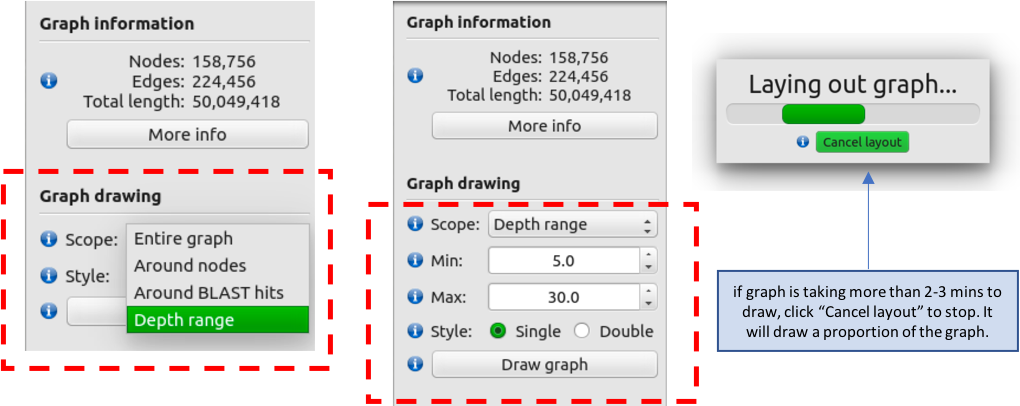 Graph information
Nodes: 158,756
Edges: 224,456
Total length: 50,049,418
More info
Graph drawing
Scope:
Entire graph
Around nodes
Style:
Around BLAST hits
Depth range
Graph information
Nodes: 158,756
Edges: 224,456
Total length: 50,049,418
More info
Graph drawing
Scope: Depth range
Min: 5.0
Max: 30.0
Style: Single Double
Draw graph
Laying out graph...
Cancel layout
if graph is taking more than 2-3 mins to
draw, click “Cancel layout” to stop. It
will draw a proportion of the graph.